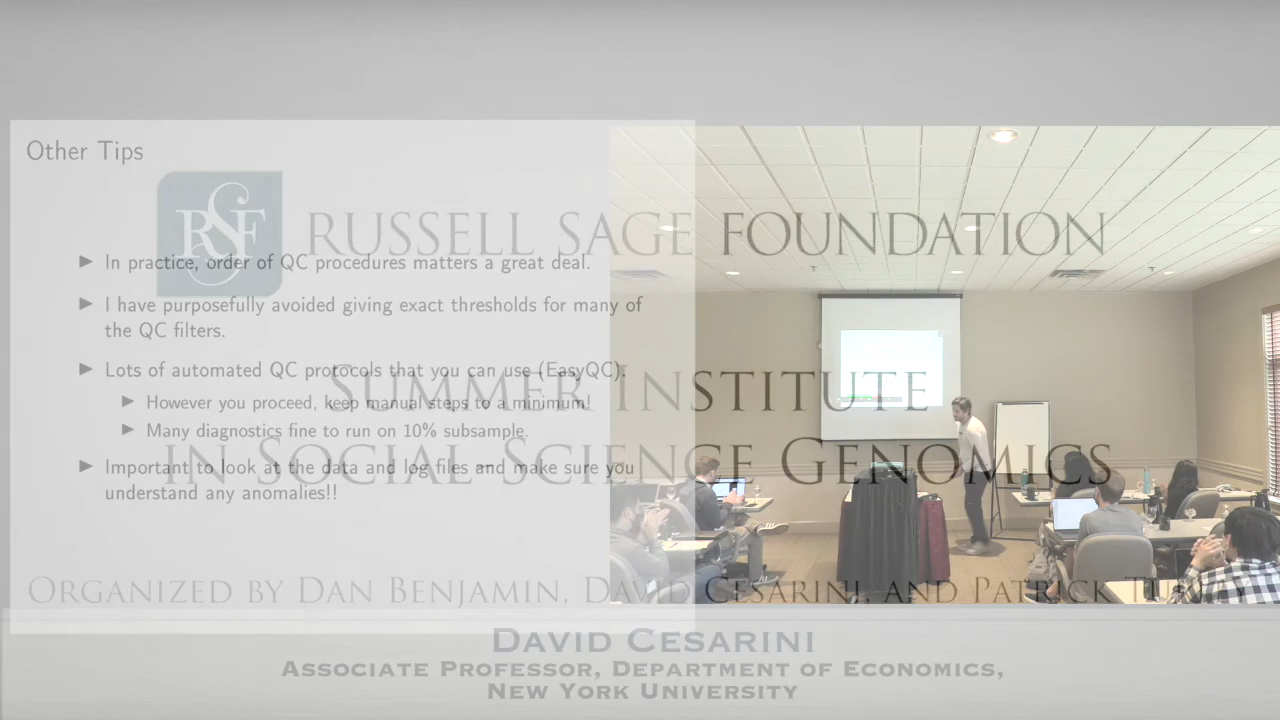 Other Tips
RSF
RUSSELL SAGE FOUNDATION
▶ In practice, order of QC procedures matters a great deal.
▶ I have purposefully avoided giving exact thresholds for many of
the QC filters.
▶ Lots of automated QC protocols that you can use (EasyQC).
▶ However you proceed, keep manual steps to a minimum!
▶ Many diagnostics fine to run on 10% subsample.
▶ Important to look at the data and log files and make sure you
understand any anomalies!!
SUMMER INSTITUTE
IN SOCIAL SCIENCE GENOMICS
ORGANIZED BY DAN BENJAMIN, DAVID CESARINI, AND PATRICK
DAVID CESARINI
ASSOCIATE PROFESSOR, DEPARTMENT OF ECONOMICS,
NEW YORK UNIVERSITY